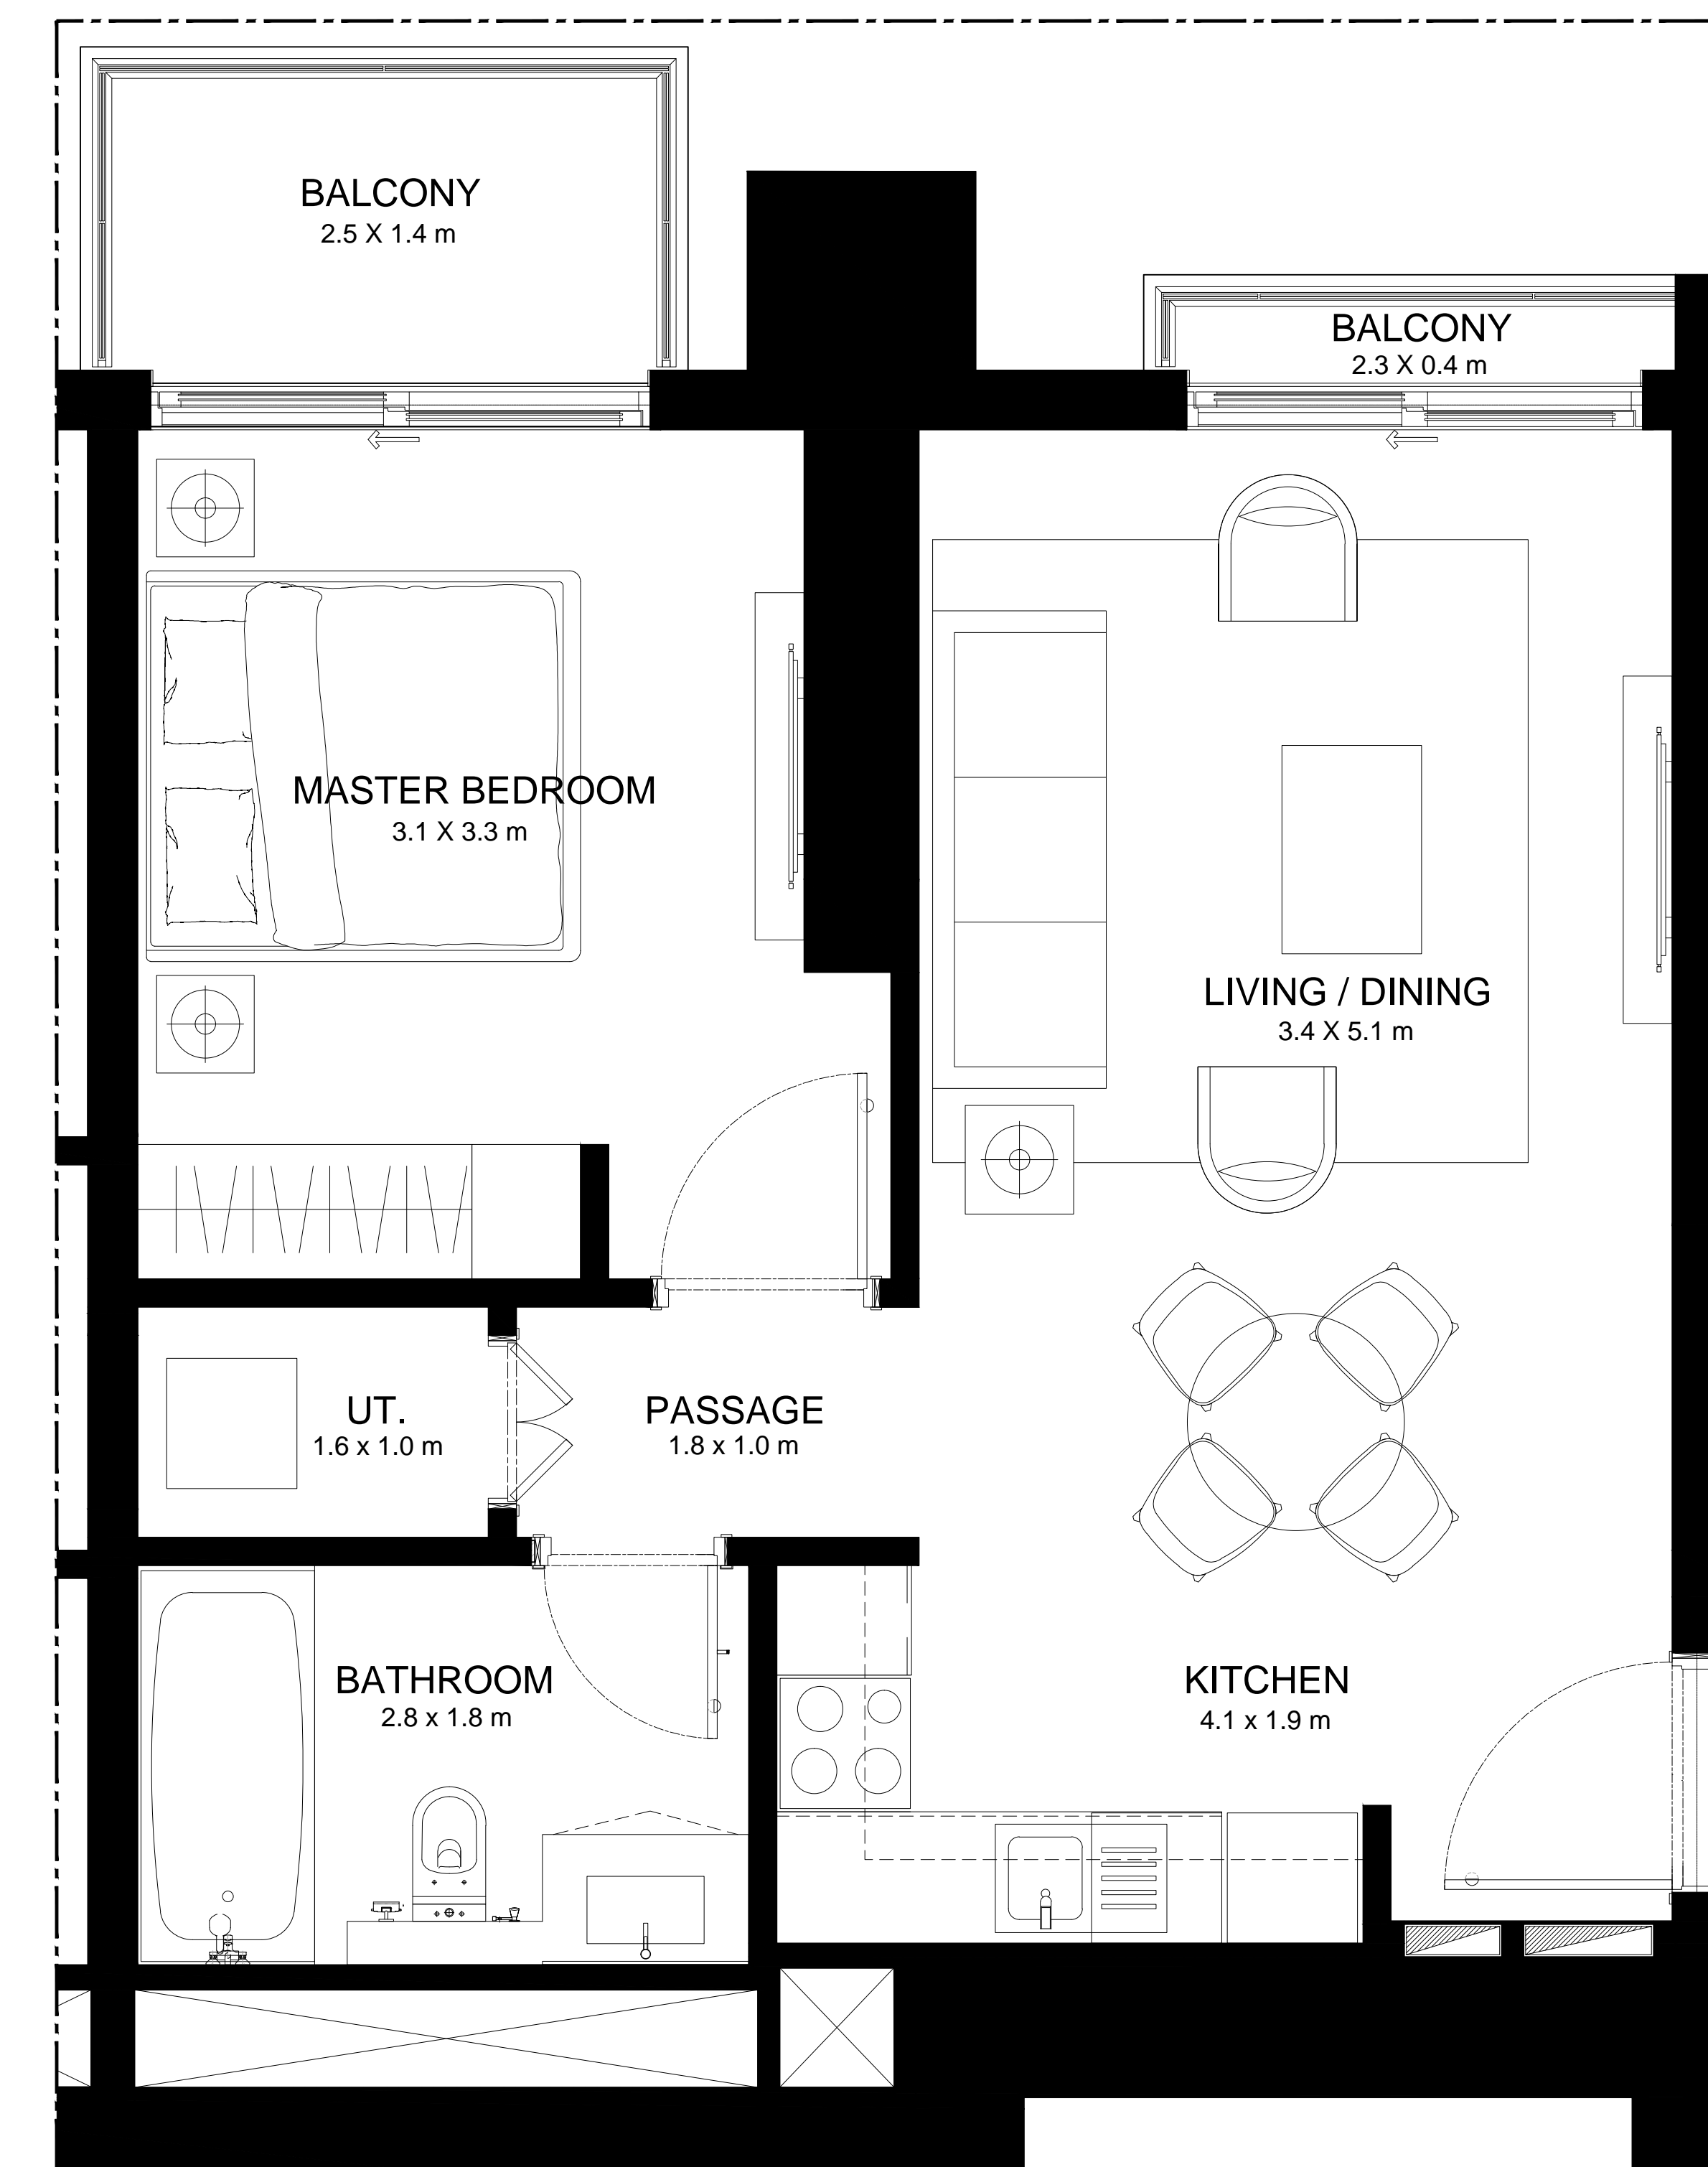 BALCONY
2.5 X 1.4 m
BALCONY
2.3 X 0.4 m
MASTER BEDROOM
3.1 X 3.3 m
LIVING / DINING
3.4 X 5.1 m
UT.
1.6 x 1.0 m
PASSAGE
1.8 x 1.0 m
BATHROOM
2.8 x 1.8 m
KITCHEN
4.1 x 1.9 m